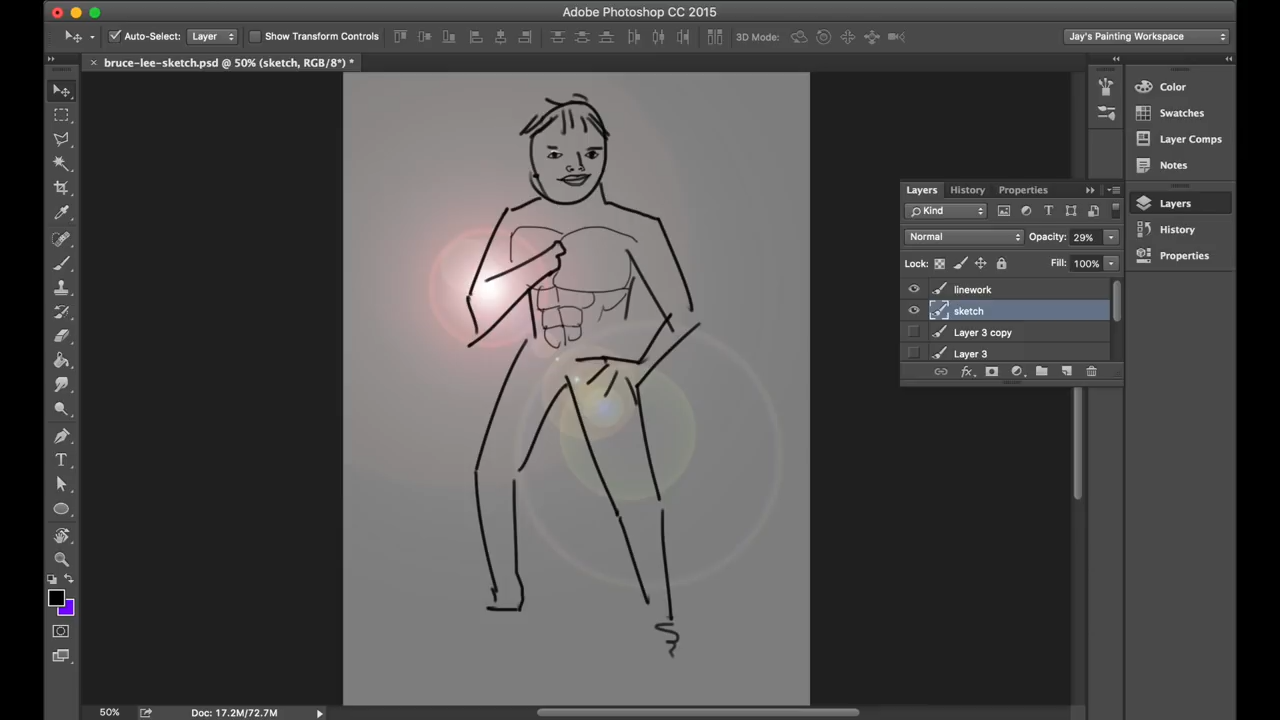 Adobe Photoshop CC 2015
Auto-Select: Layer Show Transform Controls 3D Mode: Jay's Painting Workspace
bruce-lee-sketch.psd @ 50% (sketch, RGB/8*) *
Color
Swatches
Layer Comps
Notes
Layers
History
Properties
Layers History Properties
Kind
Normal Opacity: 29%
Lock: Fill: 100%
linework
sketch
Layer 3 copy
Layer 3
fx
50% Doc: 17.2M/72.7M